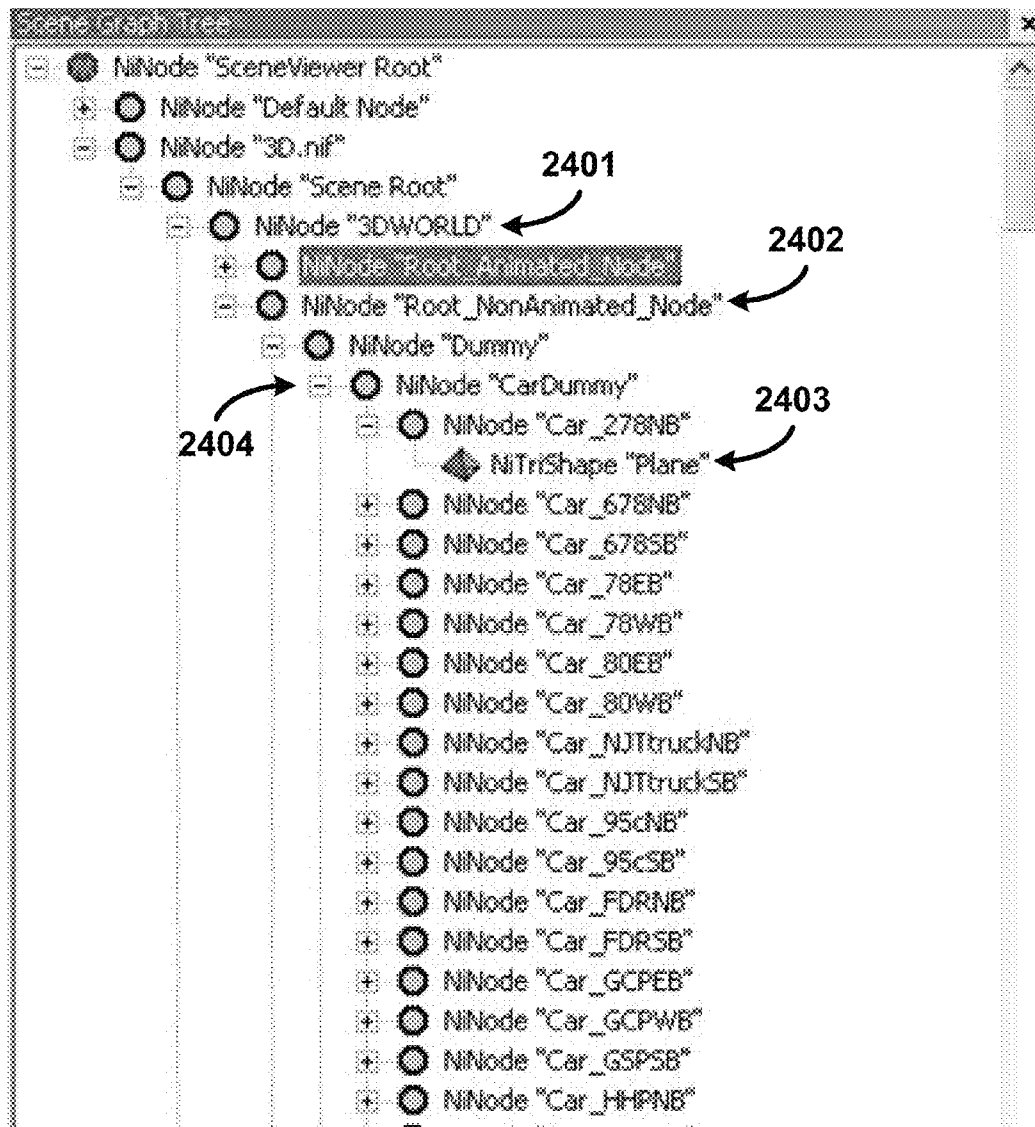 Scene Graph Tree
NiNode "SceneViewer Root"
NiNode "Default Node"
NiNode "3D.nif"
NiNode "Scene Root"
2401
NiNode "3DWORLD"
2402
NiNode "Root_Animated_Node"
NiNode "Root_NonAnimated_Node"
NiNode "Dummy"
NiNode "CarDummy"
2403
2404
NiNode "Car_278NB"
NiTriShape "Plane"
NiNode "Car_678NB"
NiNode "Car_678SB"
NiNode "Car_78EB"
NiNode "Car_78WB"
NiNode "Car_80EB"
NiNode "Car_80WB"
NiNode "Car_NJTtruckNB"
NiNode "Car_NJTtruckSB"
NiNode "Car_95cNB"
NiNode "Car_95cSB"
NiNode "Car_FDRNB"
NiNode "Car_FDRSB"
NiNode "Car_GCPEB"
NiNode "Car_GCPWB"
NiNode "Car_GSPSB"
NiNode "Car_HHPNB"